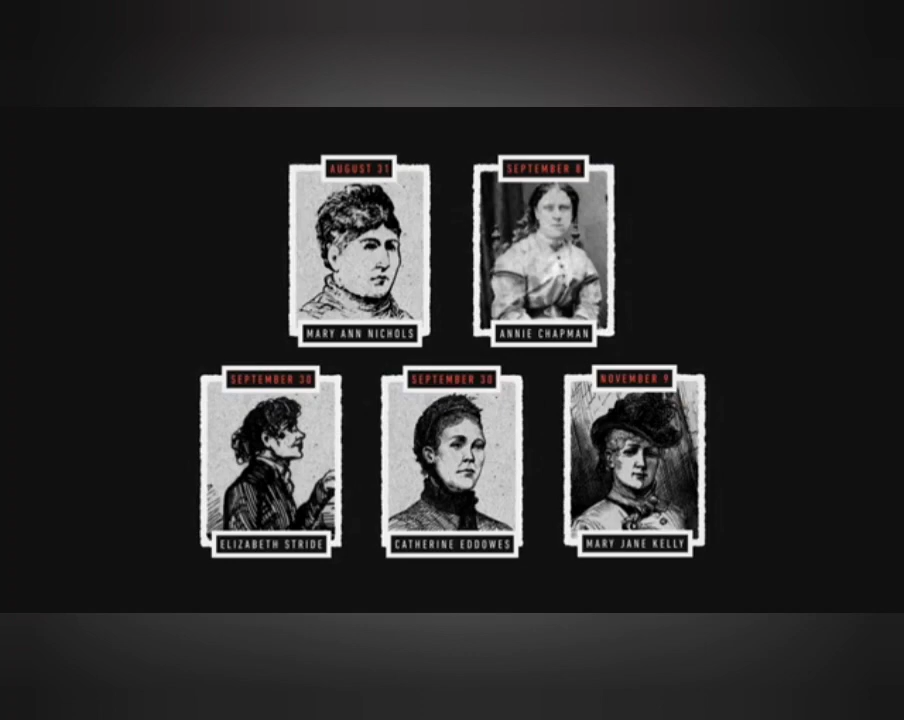 AUGUST 31
SEPTEMBER 8
MARY ANN NICHOLS
ANNIE CHAPMAN
SEPTEMBER 30
SEPTEMBER 30
NOVEMBER 9
ELIZABETH STRIDE
CATHERINE EDDOWES
MARY JANE KELLY